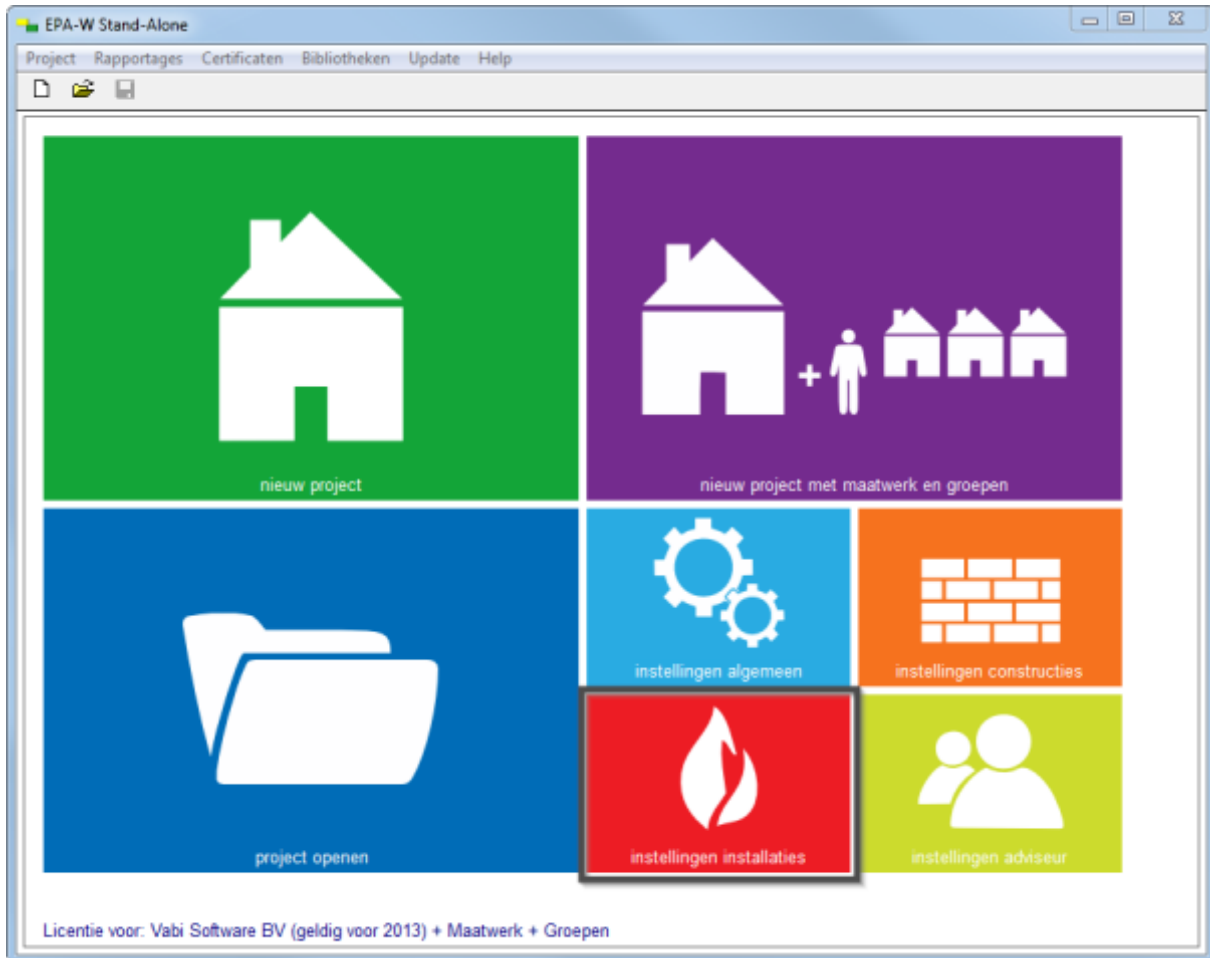 EPA-W Stand-Alone
Project Rapportages Certificaten Bibliotheken Update Help
nieuw project
nieuw project met maatwerk en groepen
instellingen algemeen
instellingen constructies
project openen
instellingen installaties
instellingen adviseur
Licentie voor: Vabi Software BV (geldig voor 2013) + Maatwerk + Groepen